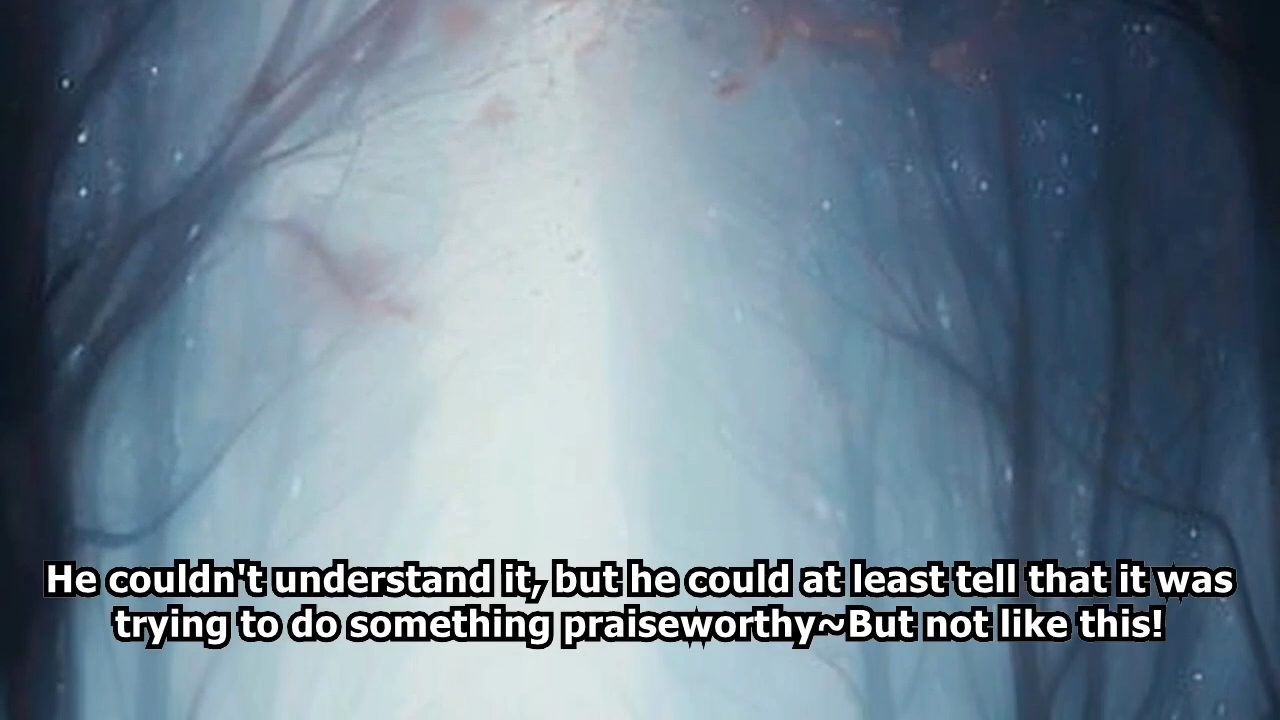 He couldn't understand it, but he could at least tell that it was
trying to do something praiseworthy~But not like this!